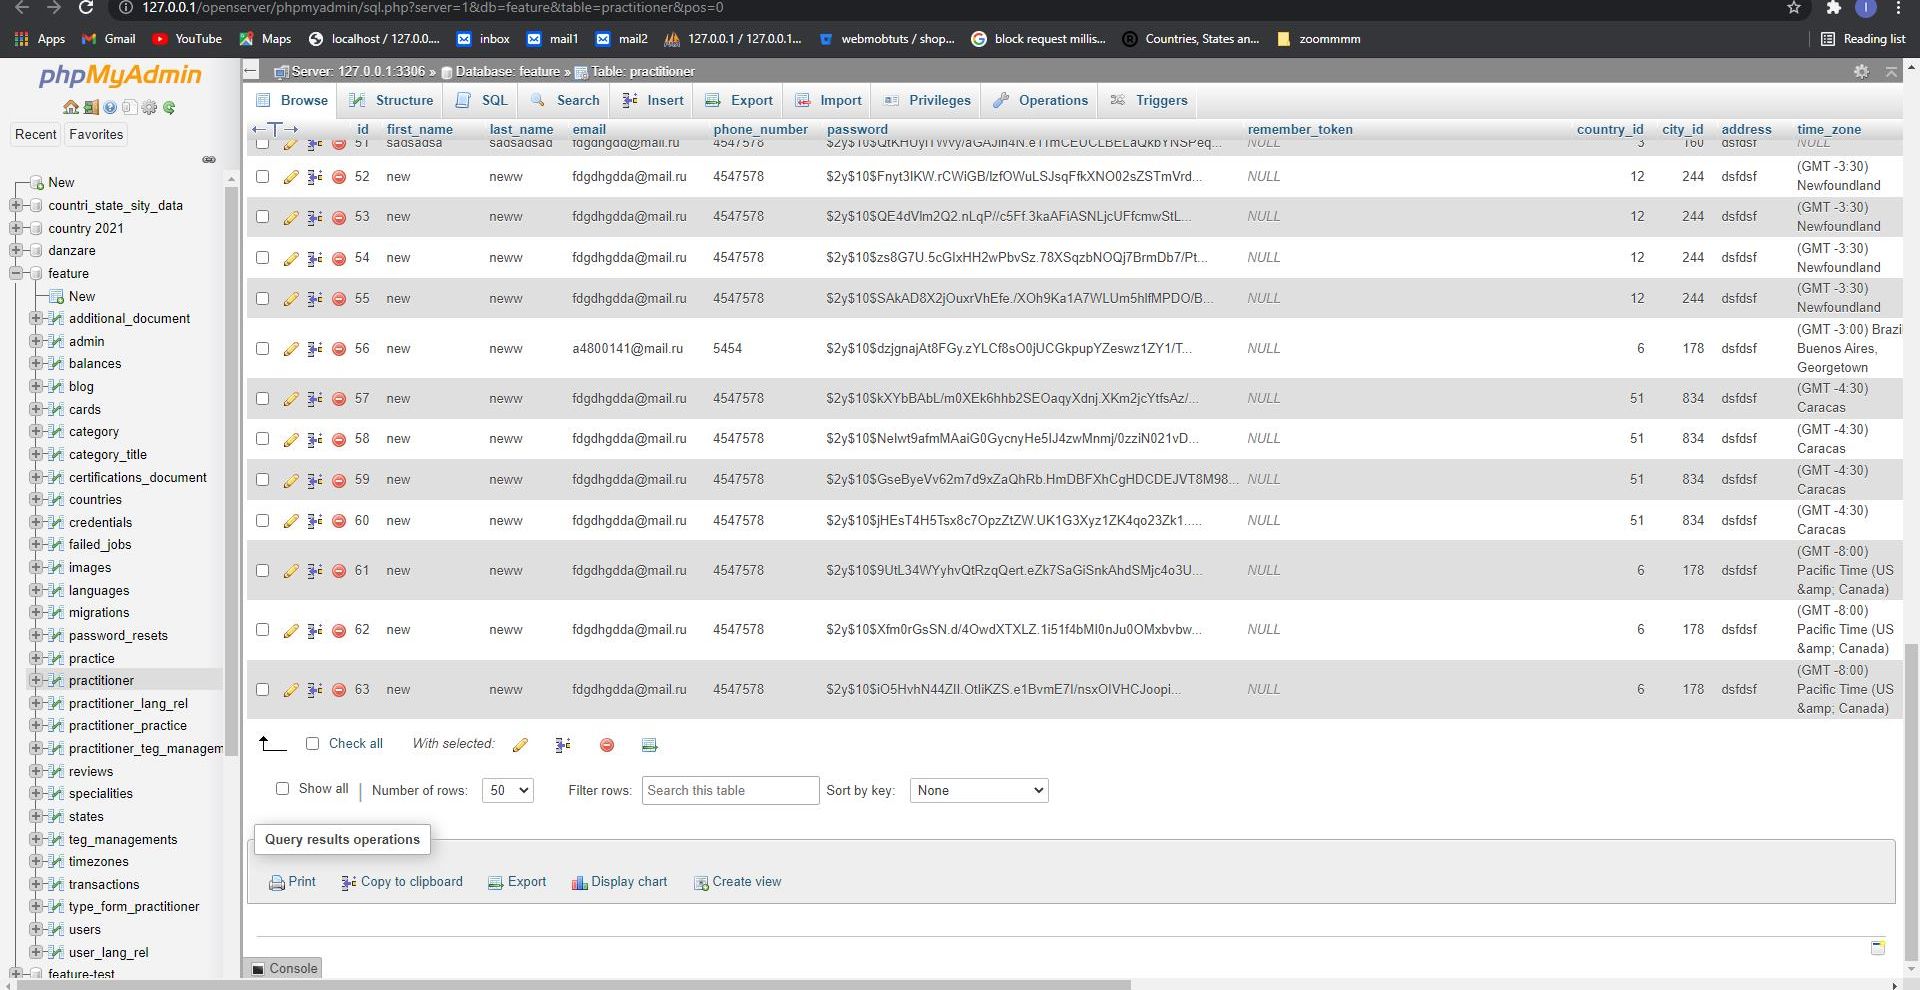 127.0.0.1/openserver/phpmyadmin/sql.php?server=1&db=feature&table=practitioner&pos=0
Apps Gmail YouTube Maps localhost / 127.0.0.... inbox mail1 mail2 127.0.0.1 / 127.0.0.1... webmobtuts / shop... block request millis... Countries, States an... zoommmm Reading list
phpMyAdmin
Recent Favorites
New
countri_state_sity_data
country 2021
danzare
feature
New
additional_document
admin
balances
blog
cards
category
category_title
certifications_document
countries
credentials
failed_jobs
images
languages
migrations
password_resets
practice
practitioner
practitioner_lang_rel
practitioner_practice
practitioner_teg_managem
reviews
specialities
states
teg_managements
timezones
transactions
type_form_practitioner
users
user_lang_rel
feature-test
Server: 127.0.0.1:3306 » Database: feature » Table: practitioner
Browse Structure SQL Search Insert Export Import Privileges Operations Triggers
id first_name last_name email phone_number password remember_token country_id city_id address time_zone
51 sadsadsa sadsadsad fdgdhgdd@mail.ru 4547578 NULL 3 160 dsfdsf NULL
52 new neww fdgdhgdda@mail.ru 4547578 $2y$10$Fnyt3IKW.rCWiGB/IzfOWuLSJsqFfkXNO02sZSTmVrd... NULL 12 244 dsfdsf (GMT -3:30)
Newfoundland
53 new neww fdgdhgdda@mail.ru 4547578 $2y$10$QE4dVlm2Q2.nLqP//c5Ff.3kaAFiASNLjcUFfcmwStL... NULL 12 244 dsfdsf (GMT -3:30)
Newfoundland
54 new neww fdgdhgdda@mail.ru 4547578 $2y$10$zs8G7U.5cGIxHH2wPbvSz.78XSqzbNOQj7BrmDb7/Pt... NULL 12 244 dsfdsf (GMT -3:30)
Newfoundland
55 new neww fdgdhgdda@mail.ru 4547578 $2y$10$SAkAD8X2jOuxrVhEfe./XOh9Ka1A7WLUm5hlfMPDO/B... NULL 12 244 dsfdsf (GMT -3:30)
Newfoundland
56 new neww a4800141@mail.ru 5454 $2y$10$dzjgnajAt8FGy.zYLCf8sO0jUCGkpupYZeswz1ZY1/T... NULL 6 178 dsfdsf (GMT -3:00) Brazi
Buenos Aires,
Georgetown
57 new neww fdgdhgdda@mail.ru 4547578 $2y$10$kXYbBAbL/m0XEk6hhb2SEOaqyXdnj.XKm2jcYtfsAz/... NULL 51 834 dsfdsf (GMT -4:30)
Caracas
58 new neww fdgdhgdda@mail.ru 4547578 $2y$10$NeIwt9afmMAaiG0GycnyHe5IJ4zwMnmj/0zziN021vD... NULL 51 834 dsfdsf (GMT -4:30)
Caracas
59 new neww fdgdhgdda@mail.ru 4547578 $2y$10$GseByeVv62m7d9xZaQhRb.HmDBFXhCgHDCDEJVT8M98... NULL 51 834 dsfdsf (GMT -4:30)
Caracas
60 new neww fdgdhgdda@mail.ru 4547578 $2y$10$jHEsT4H5Tsx8c7OpzZtZW.UK1G3Xyz1ZK4qo23Zk1..... NULL 51 834 dsfdsf (GMT -4:30)
Caracas
61 new neww fdgdhgdda@mail.ru 4547578 $2y$10$9UtL34WYyhvQtRzqQert.eZk7SaGiSnkAhdSMjc4o3U... NULL 6 178 dsfdsf (GMT -8:00)
Pacific Time (US
&amp; Canada)
62 new neww fdgdhgdda@mail.ru 4547578 $2y$10$Xfm0rGsSN.d/4OwdXTXLZ.1i51f4bMI0nJu0OMxbvbw... NULL 6 178 dsfdsf (GMT -8:00)
Pacific Time (US
&amp; Canada)
63 new neww fdgdhgdda@mail.ru 4547578 $2y$10$iO5HvhN44ZII.OtIiKZS.e1BvmE7I/nsxOIVHCJoopi... NULL 6 178 dsfdsf (GMT -8:00)
Pacific Time (US
&amp; Canada)
Check all With selected:
Show all Number of rows: 50 Filter rows: Search this table Sort by key: None
Query results operations
Print Copy to clipboard Export Display chart Create view
Console